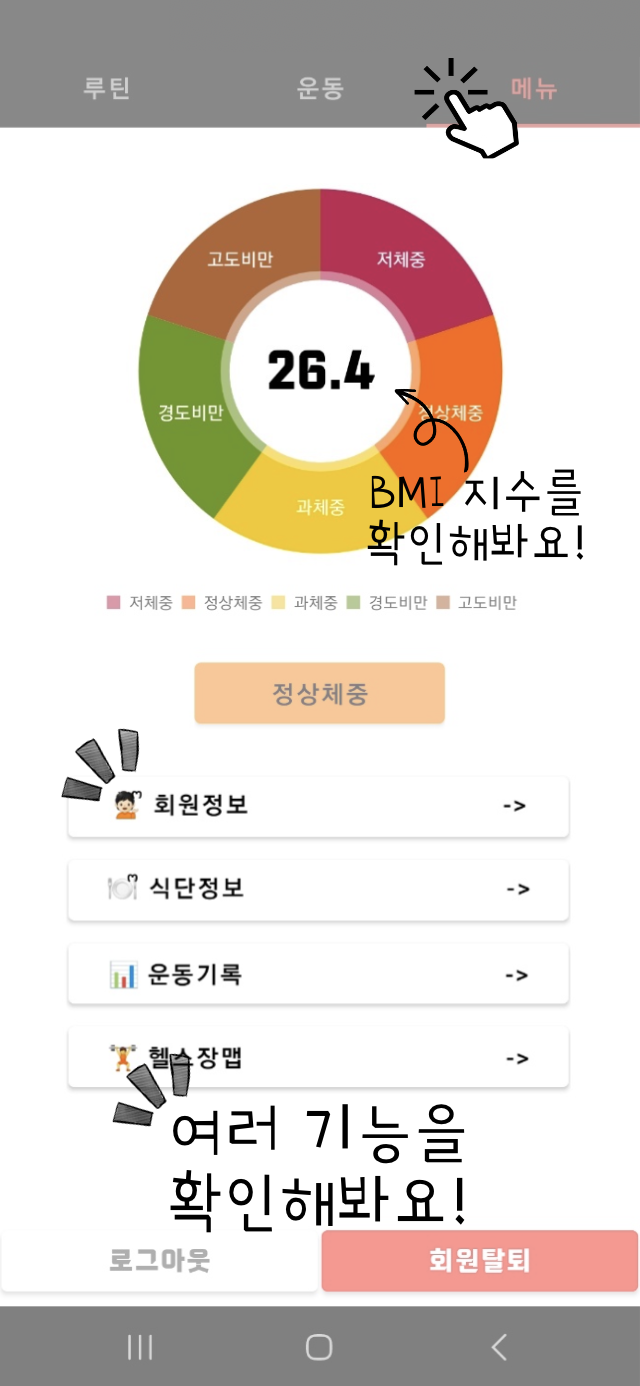 루틴 운동 메뉴
고도비만 저체중
26.4
경도비만 정상체중
과체중
BMI 지수를
확인해봐요!
저체중 정상체중 과체중 경도비만 고도비만
정상체중
회원정보 ->
식단정보 ->
운동기록 ->
헬스장맵 ->
여러 기능을
확인해봐요!
로그아웃 회원탈퇴